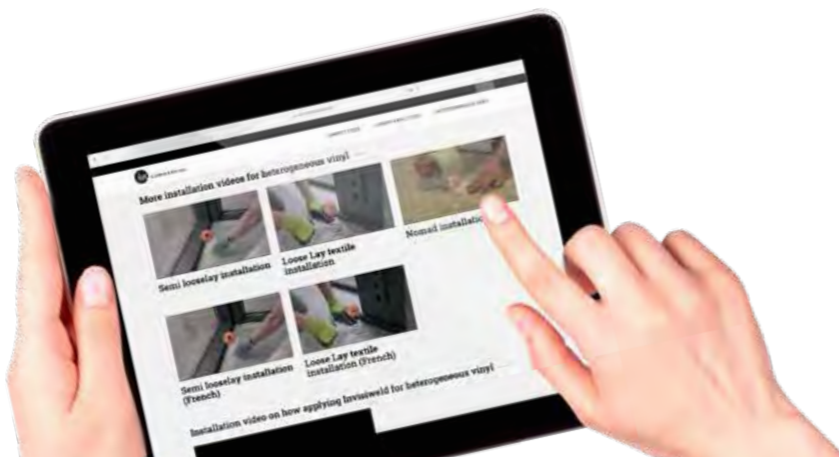 More installation videos for heterogeneous vinyl
Semi looselay installation
Loose Lay textile
installation
Nomad installation
Semi looselay installation
(French)
Loose Lay textile
installation (French)
Installation video on how applying Invisiweld for heterogeneous vinyl